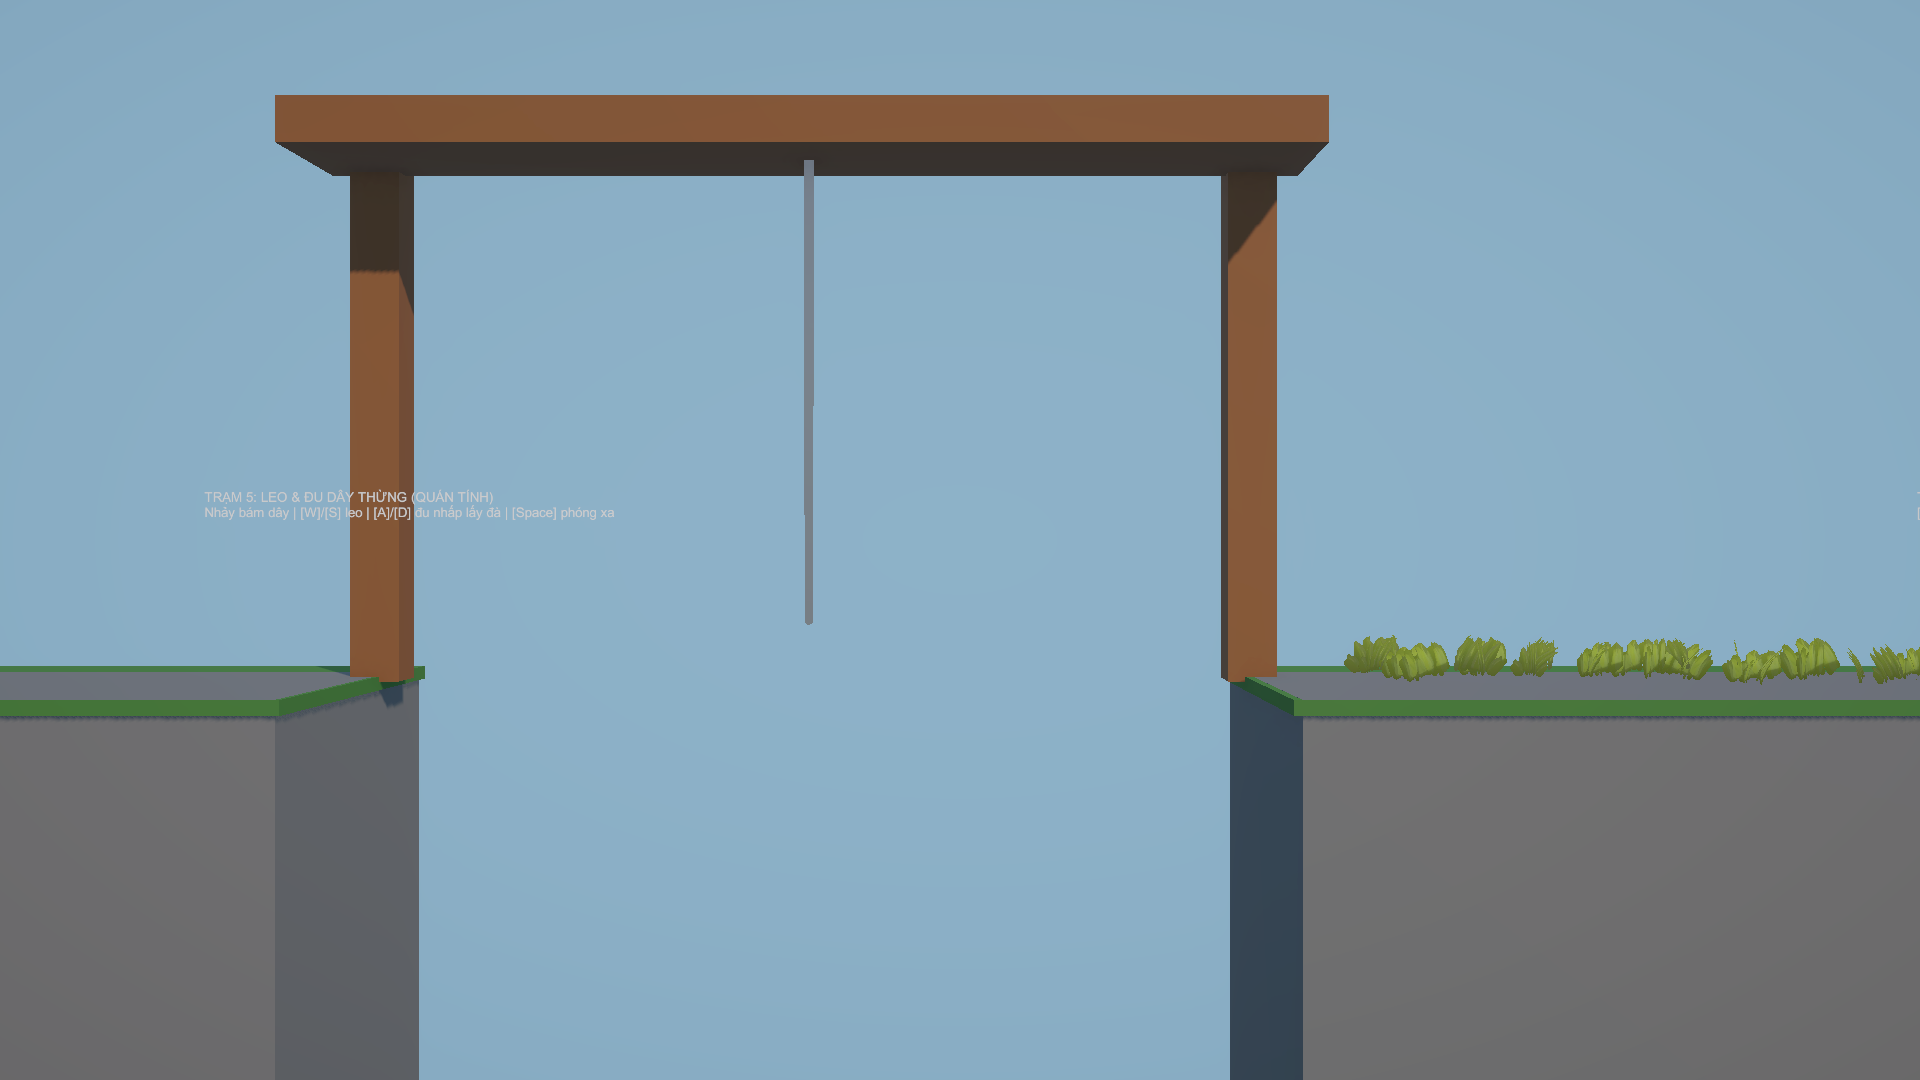 TRẠM 5: LEO & ĐU DÂY THỪNG (QUÁN TÍNH)
Nhảy bám dây | [W]/[S] leo | [A]/[D] đu nhấp lấy đà | [Space] phóng xa